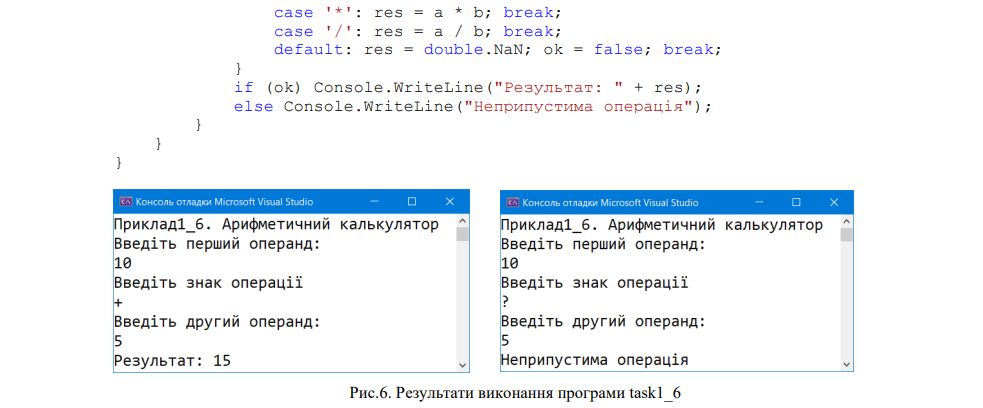 case '*': res = a * b; break;
case '/': res = a / b; break;
default: res = double.NaN; ok = false; break;
}
if (ok) Console.WriteLine("Результат: " + res);
else Console.WriteLine("Неприпустима операція");
}
}
}
Консоль отладки Microsoft Visual Studio
Приклад1_6. Арифметичний калькулятор
Введіть перший операнд:
10
Введіть знак операції
+
Введіть другий операнд:
5
Результат: 15
Консоль отладки Microsoft Visual Studio
Приклад1_6. Арифметичний калькулятор
Введіть перший операнд:
10
Введіть знак операції
?
Введіть другий операнд:
5
Неприпустима операція
Рис.6. Результати виконання програми task1_6